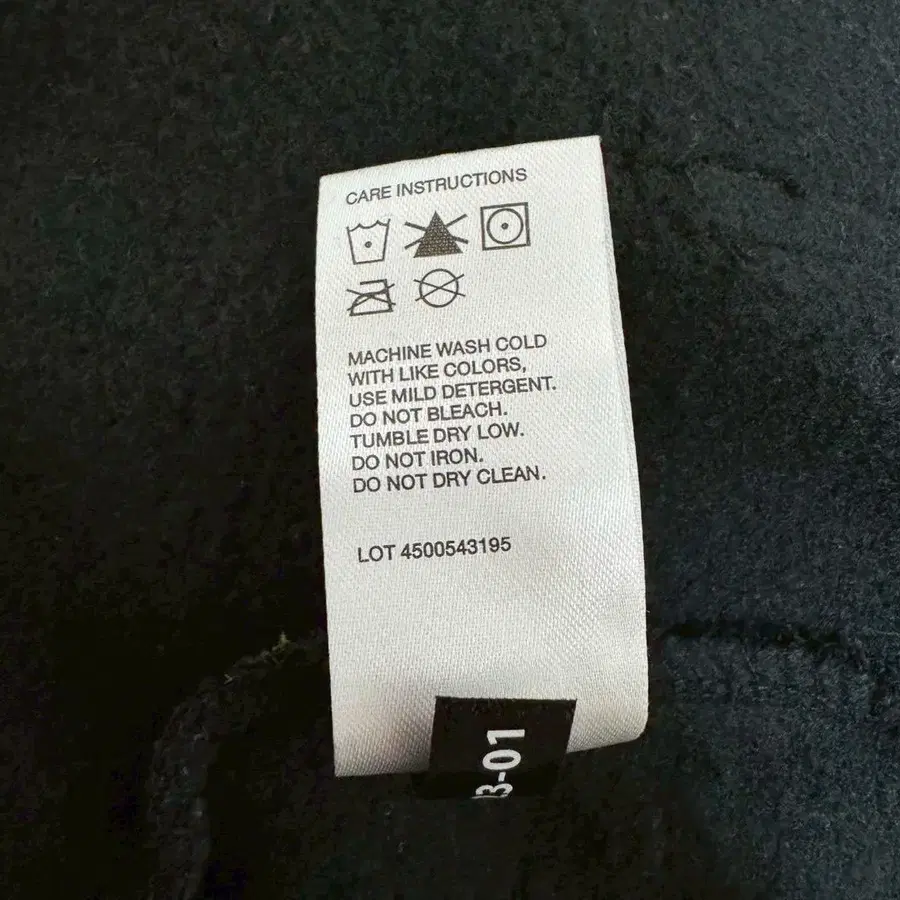 CARE INSTRUCTIONS
MACHINE WASH COLD
WITH LIKE COLORS,
USE MILD DETERGENT.
DO NOT BLEACH.
TUMBLE DRY LOW.
DO NOT IRON.
DO NOT DRY CLEAN.
LOT 4500543195
3-01